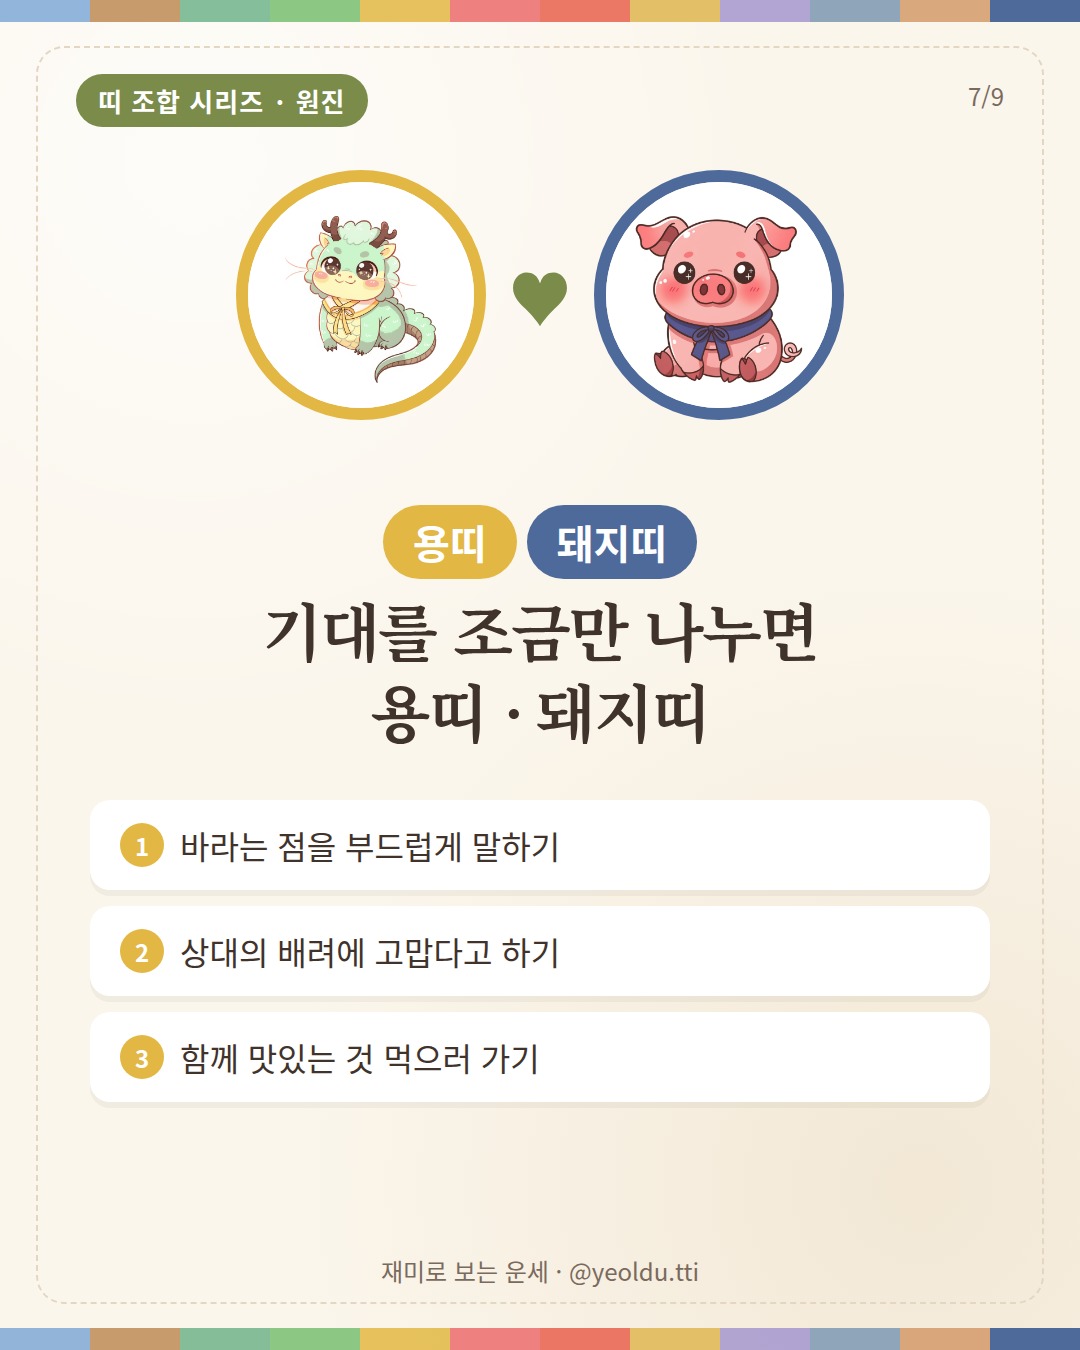 띠 조합 시리즈 · 원진
7/9
용띠 돼지띠
기대를 조금만 나누면
용띠 · 돼지띠
1 바라는 점을 부드럽게 말하기
2 상대의 배려에 고맙다고 하기
3 함께 맛있는 것 먹으러 가기
재미로 보는 운세 · @yeoldu.tti